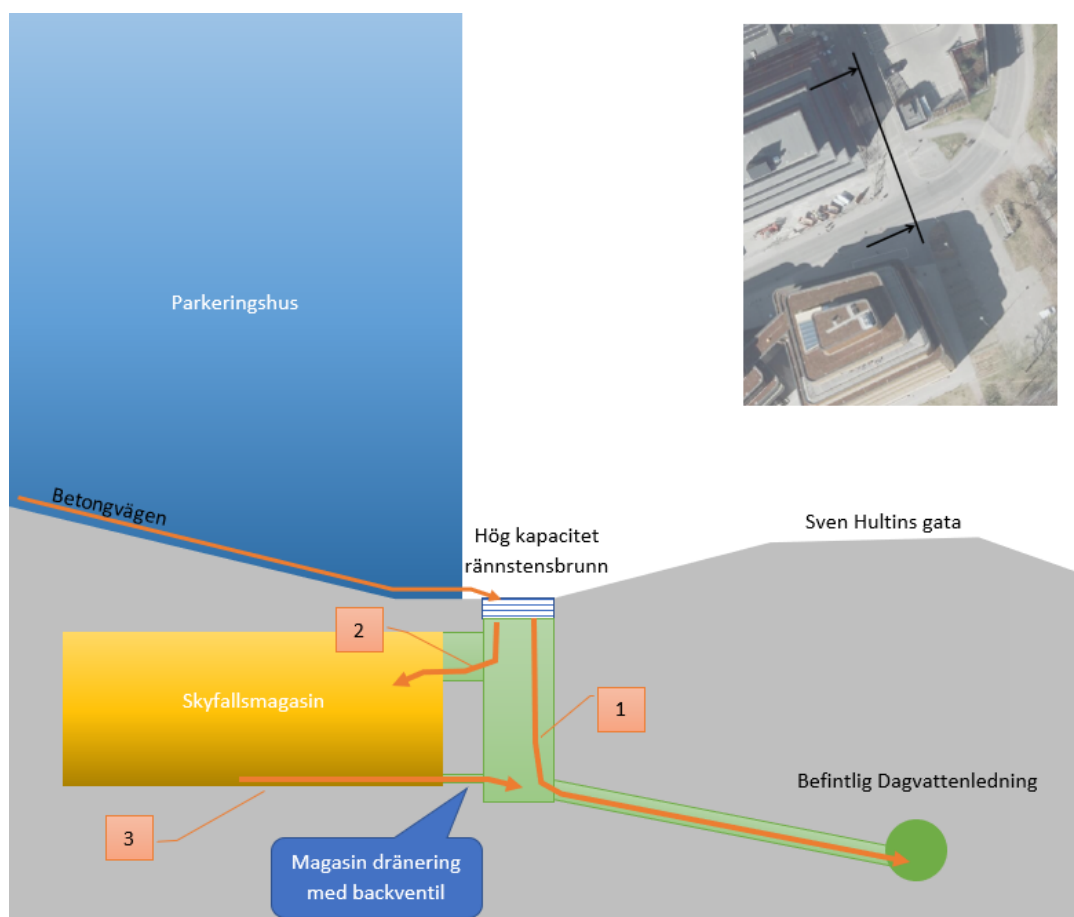 Parkeringshus
Betongvägen
Hög kapacitet
rännstensbrunn
Sven Hultins gata
2
Skyfallsmagasin
1
Befintlig Dagvattenledning
3
Magasin dränering
med backventil